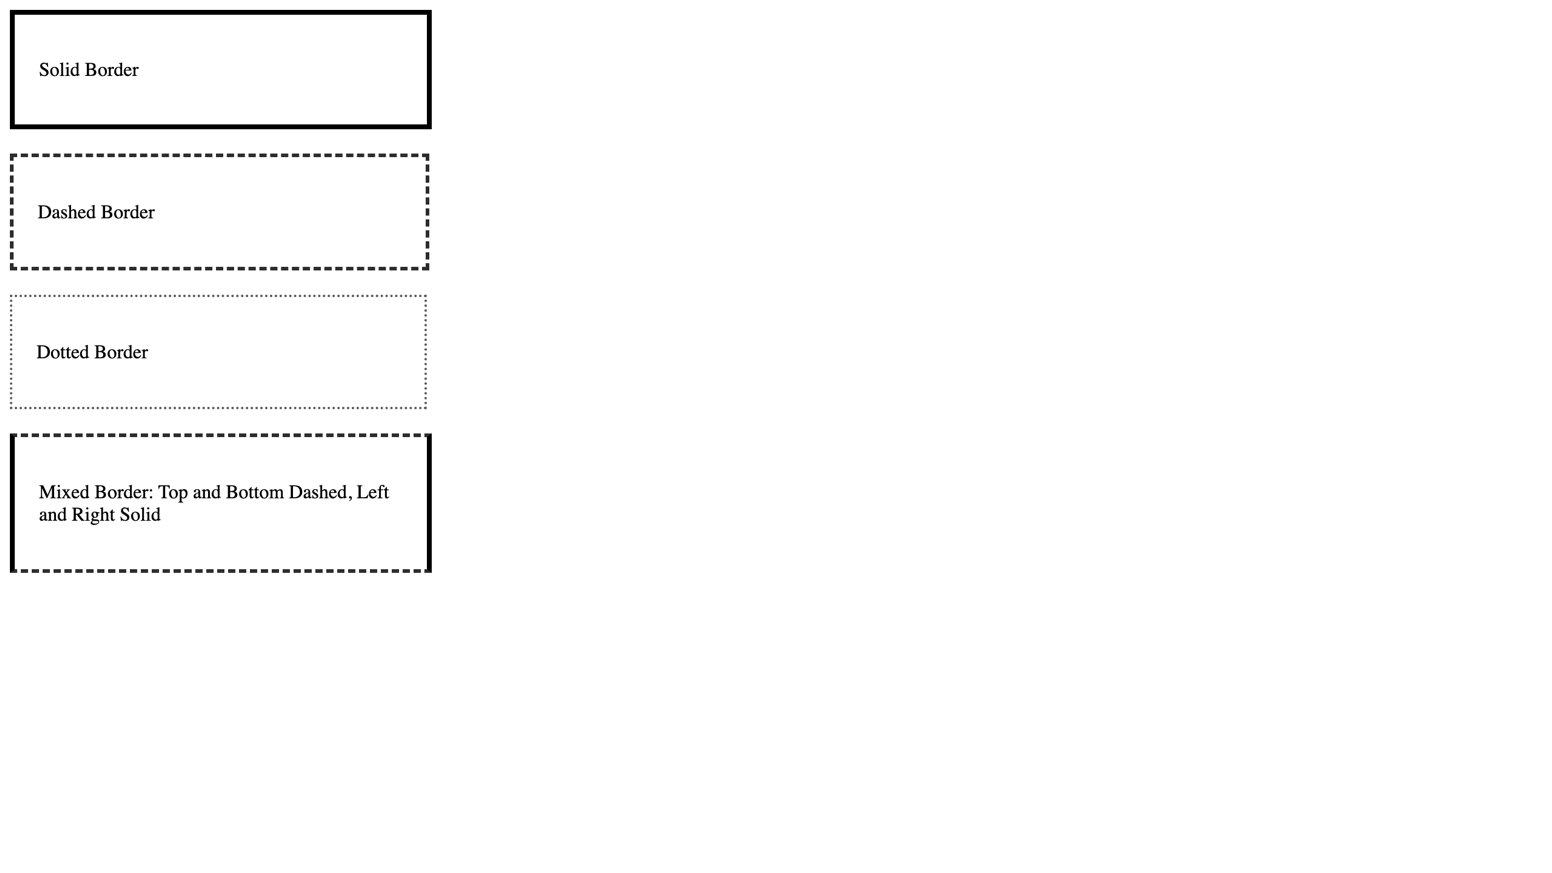 Solid Border
Dashed Border
Dotted Border
Mixed Border: Top and Bottom Dashed, Left
and Right Solid